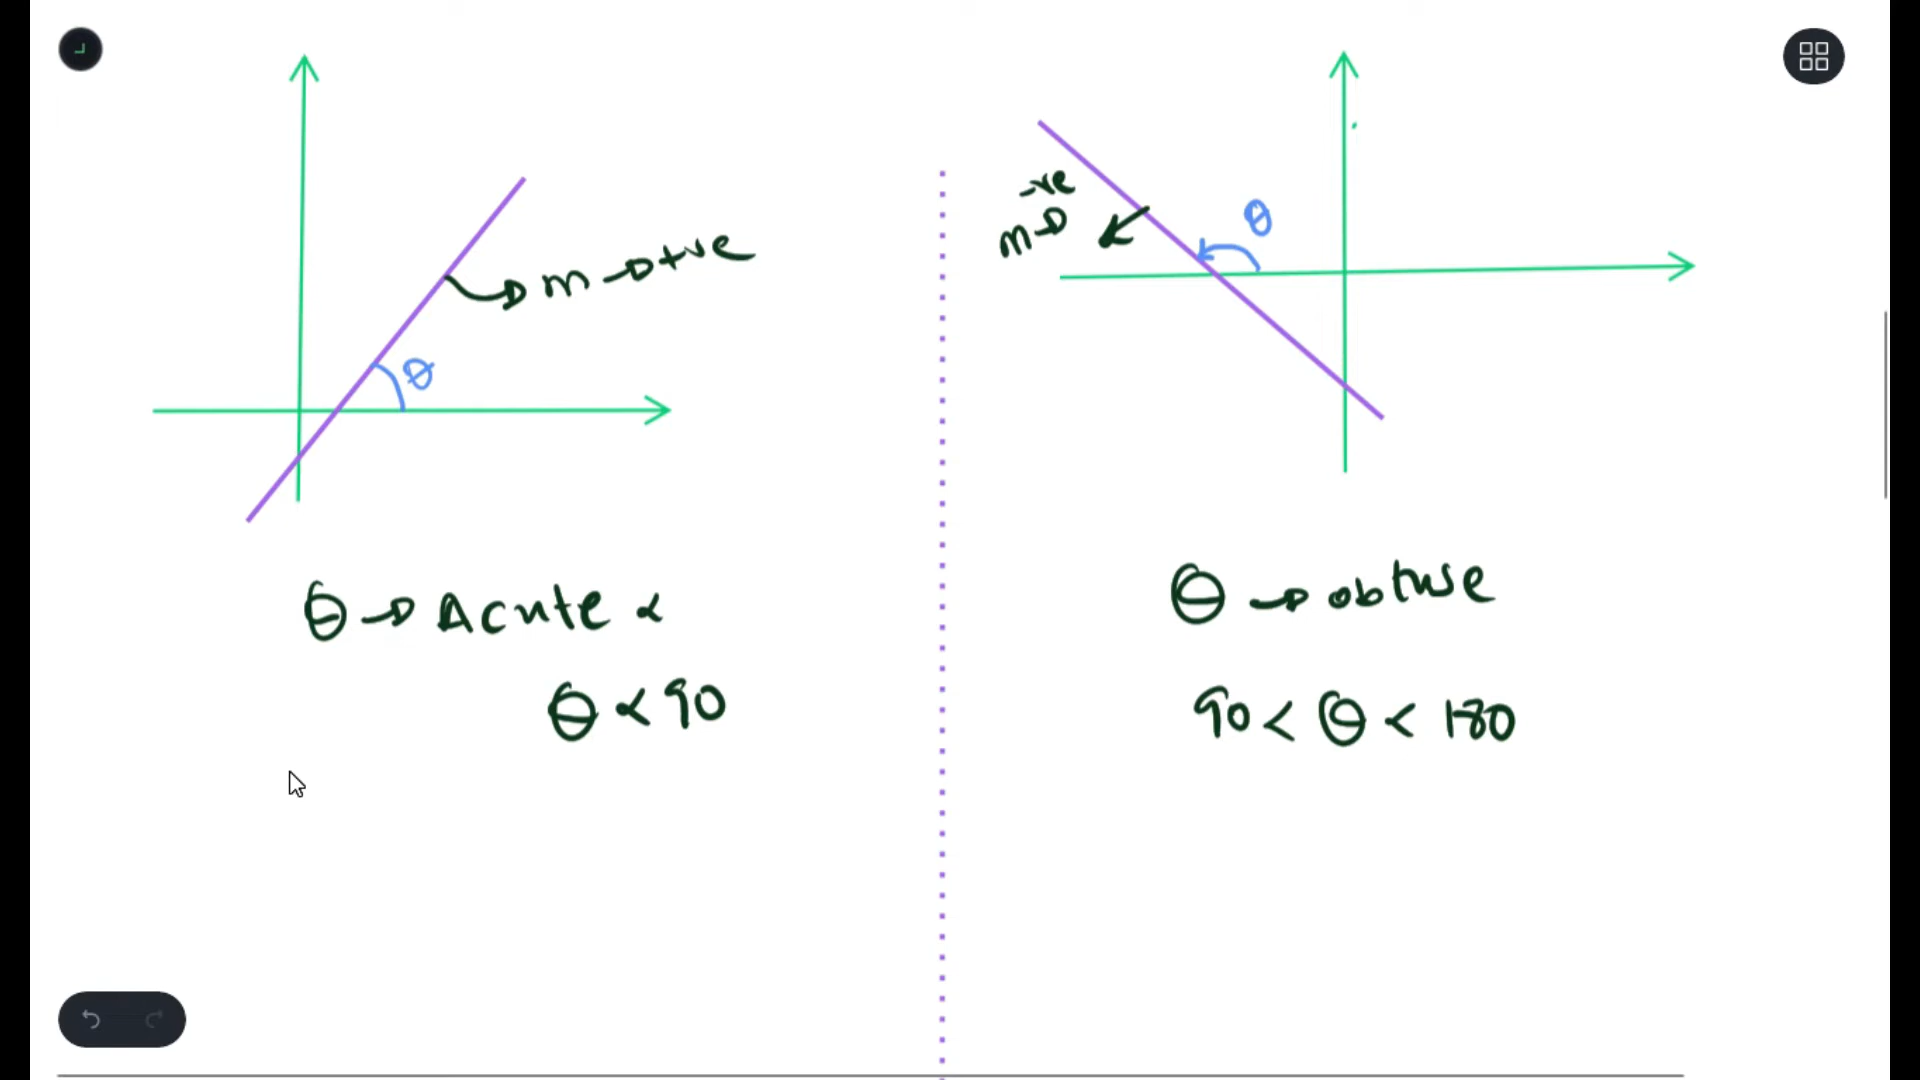 m → +ve
θ
θ → Acute ∠
θ < 90
-ve
m →
θ
θ → obtuse
90 < θ < 180